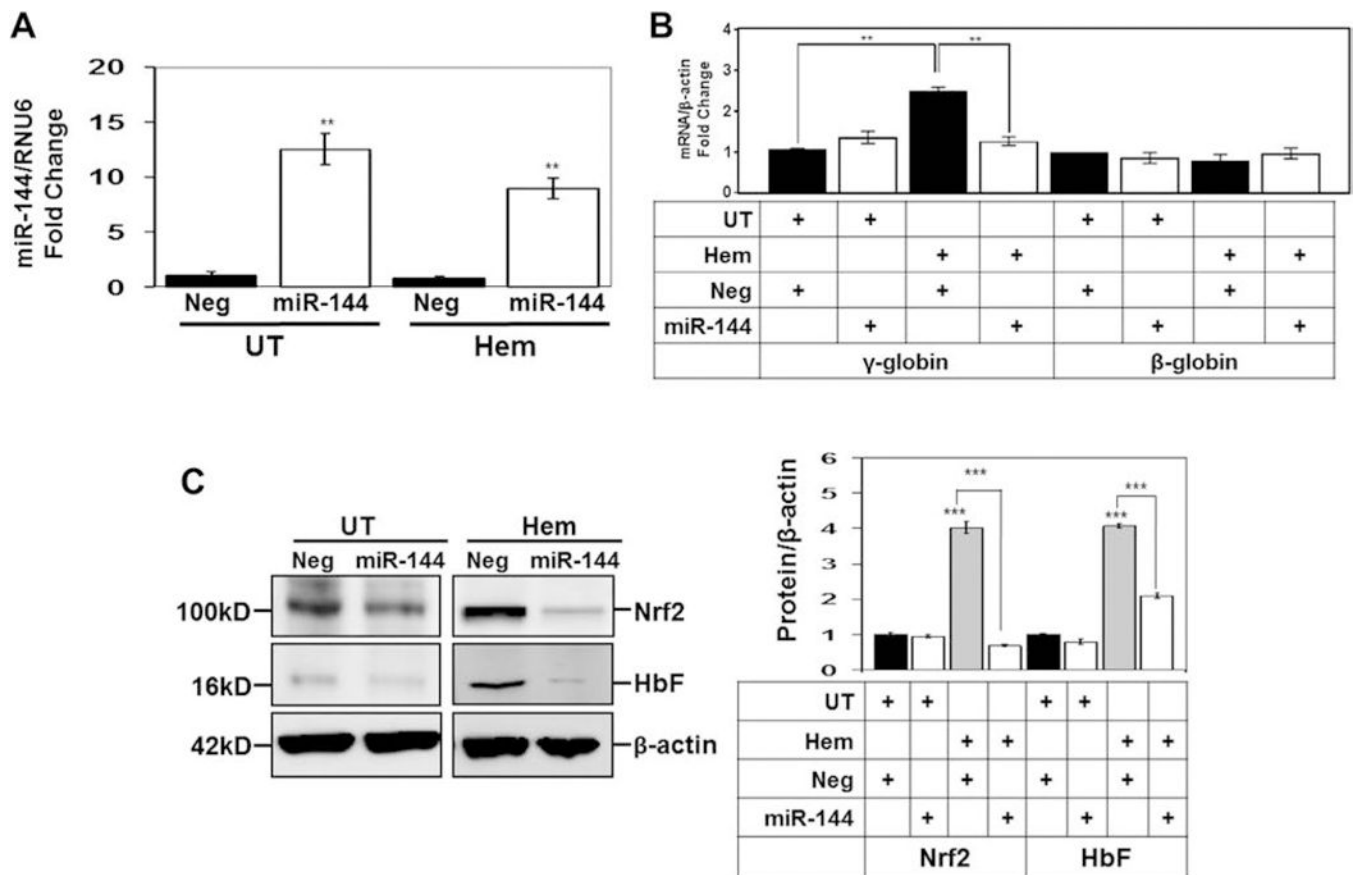 A
miR-144/RNU6
Fold Change
20
15
10
5
0
**
**
Neg miR-144 Neg miR-144
UT Hem
B
mRNA/β-actin
Fold Change
4
3
2
1
0
** **
UT + + + +
Hem + + + +
Neg + + + +
miR-144 + + + +
γ-globin β-globin
C
UT Hem
Neg miR-144 Neg miR-144
100kD Nrf2
16kD HbF
42kD β-actin
Protein/β-actin
6
5
4
3
2
1
0
*** ***
*** ***
UT + + + +
Hem + + + +
Neg + + + +
miR-144 + + + +
Nrf2 HbF